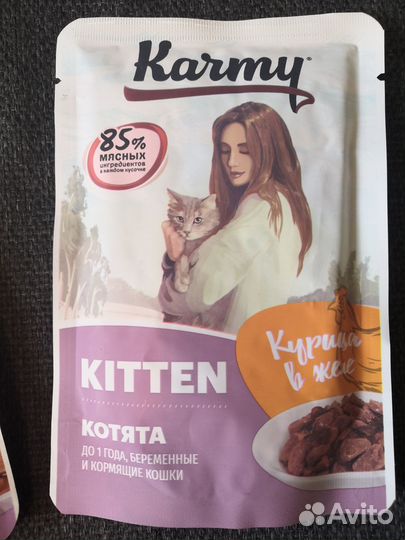 Karmy
85%
МЯСНЫХ
ингредиентов
в каждом кусочке
Курица
в желе
KITTEN
КОТЯТА
ДО 1 ГОДА, БЕРЕМЕННЫЕ
И КОРМЯЩИЕ КОШКИ
Avito